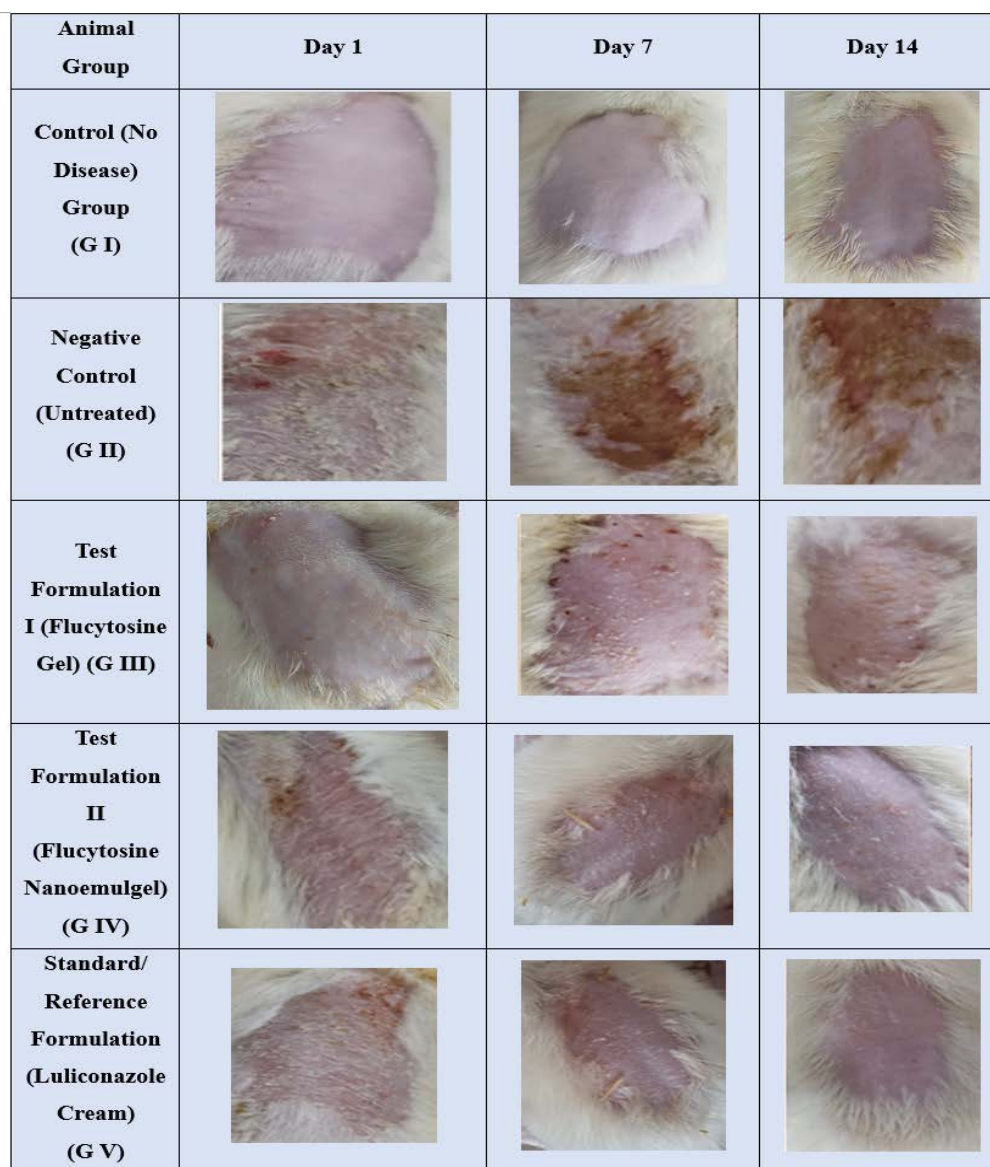 Animal
Group
Day 1
Day 7
Day 14
Control (No
Disease)
Group
(G I)
Negative
Control
(Untreated)
(G II)
Test
Formulation
I (Flucytosine
Gel) (G III)
Test
Formulation
II
(Flucytosine
Nanoemulgel)
(G IV)
Standard/
Reference
Formulation
(Luliconazole
Cream)
(G V)